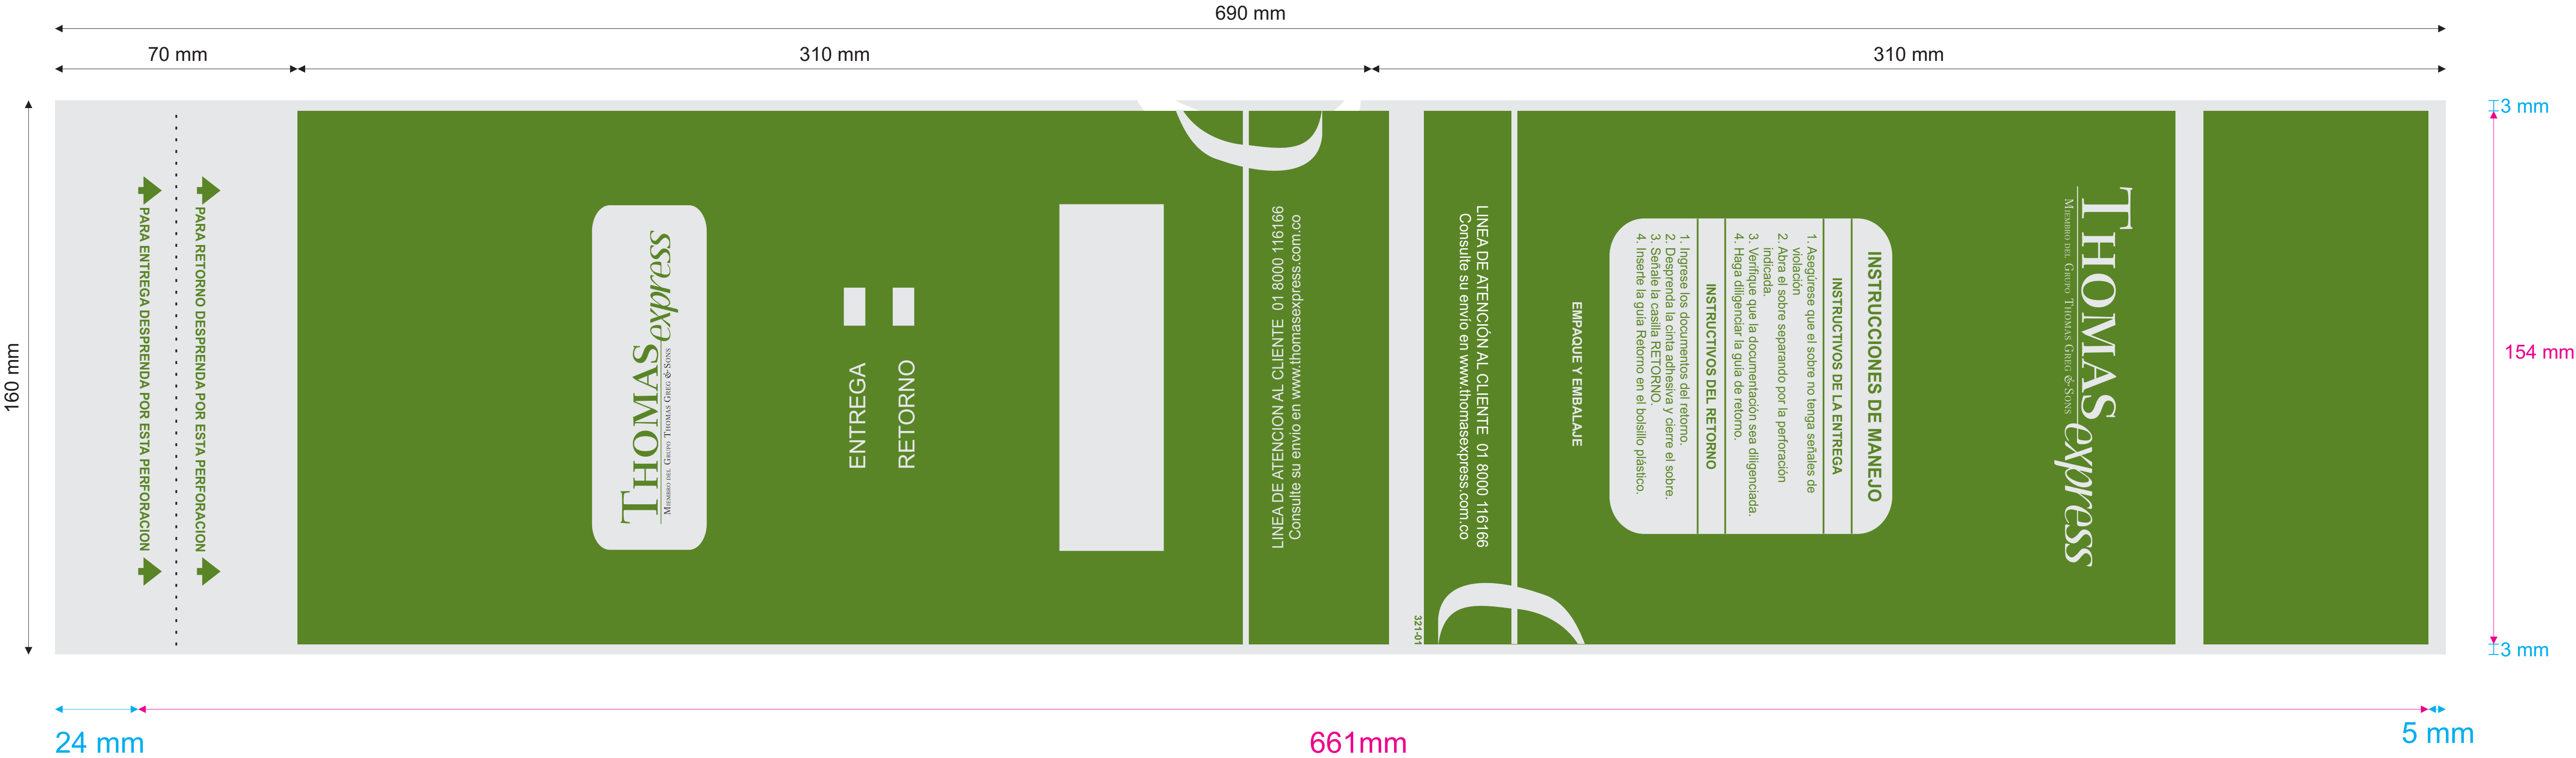 690 mm
70 mm
310 mm
310 mm
160 mm
3 mm
154 mm
3 mm
24 mm
661mm
5 mm
PARA ENTREGA DESPRENDA POR ESTA PERFORACION
PARA RETORNO DESPRENDA POR ESTA PERFORACION
THOMAS express
MIEMBRO DEL GRUPO THOMAS GREG & SONS
ENTREGA
RETORNO
LINEA DE ATENCION AL CLIENTE 01 8000 116166
Consulte su envío en www.thomasexpress.com.co
321-01
LINEA DE ATENCIÓN AL CLIENTE 01 8000 116166
Consulte su envío en www.thomasexpress.com.co
EMPAQUE Y EMBALAJE
INSTRUCCIONES DE MANEJO
INSTRUCTIVOS DE LA ENTREGA
1. Asegúrese que el sobre no tenga señales de
violación
2. Abra el sobre separando por la perforación
indicada.
3. Verifique que la documentación sea diligenciada.
4. Haga diligenciar la guía de retorno.
INSTRUCTIVOS DEL RETORNO
1. Ingrese los documentos del retorno.
2. Desprenda la cinta adhesiva y cierre el sobre.
3. Señale la casilla RETORNO.
4. Inserte la guía Retorno en el bolsillo plástico.
THOMAS express
MIEMBRO DEL GRUPO THOMAS GREG & SONS